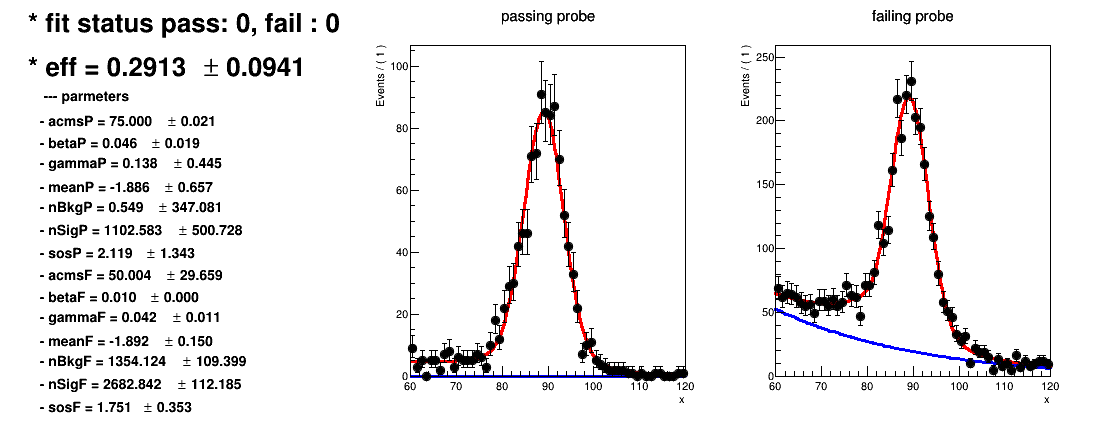 * fit status pass: 0, fail : 0
* eff = 0.2913 ± 0.0941
--- parmeters
- acmsP = 75.000 ± 0.021
- betaP = 0.046 ± 0.019
- gammaP = 0.138 ± 0.445
- meanP = -1.886 ± 0.657
- nBkgP = 0.549 ± 347.081
- nSigP = 1102.583 ± 500.728
- sosP = 2.119 ± 1.343
- acmsF = 50.004 ± 29.659
- betaF = 0.010 ± 0.000
- gammaF = 0.042 ± 0.011
- meanF = -1.892 ± 0.150
- nBkgF = 1354.124 ± 109.399
- nSigF = 2682.842 ± 112.185
- sosF = 1.751 ± 0.353
passing probe
Events / ( 1 )
100
80
60
40
20
0
60 70 80 90 100 110 120
x
failing probe
Events / ( 1 )
250
200
150
100
50
0
60 70 80 90 100 110 120
x